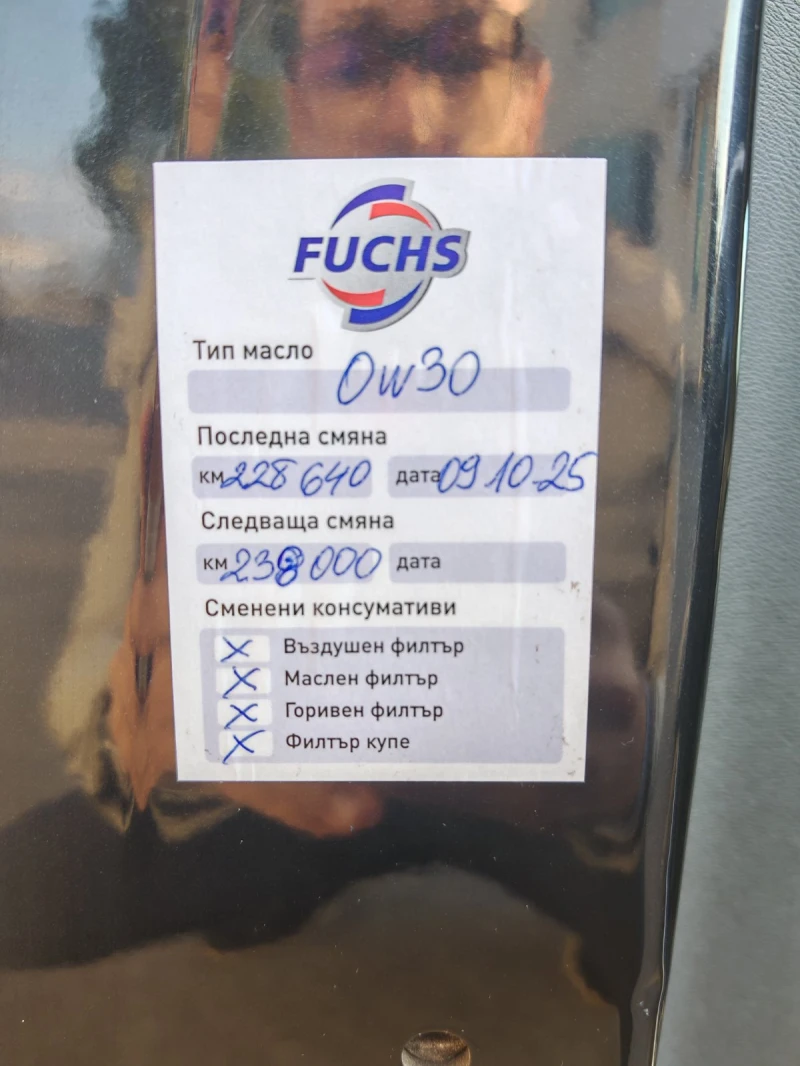 FUCHS
Тип масло
0W30
Последна смяна
км 228 640 дата 09 10 25
Следваща смяна
км 238 000 дата
Сменени консумативи
X Въздушен филтър
X Маслен филтър
X Горивен филтър
X Филтър купе